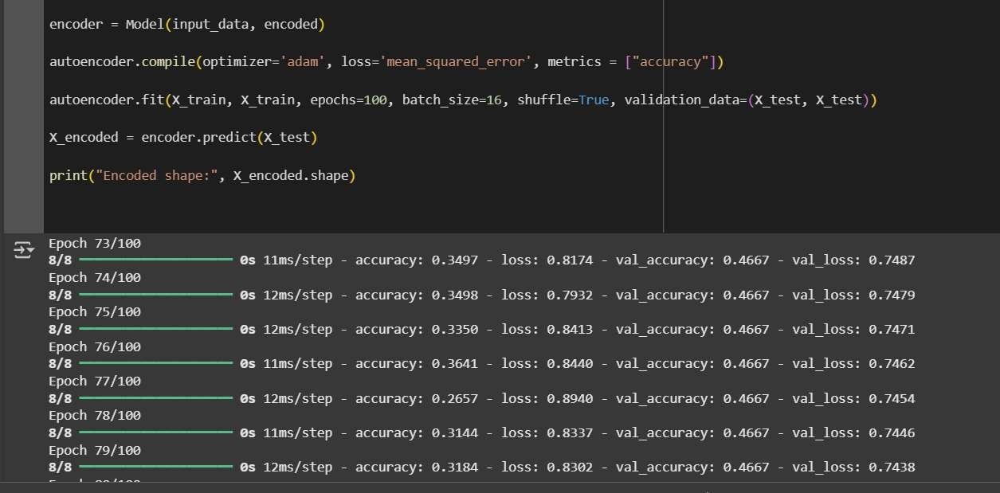 encoder = Model(input_data, encoded)
autoencoder.compile(optimizer='adam', loss='mean_squared_error', metrics = ["accuracy"])
autoencoder.fit(X_train, X_train, epochs=100, batch_size=16, shuffle=True, validation_data=(X_test, X_test))
X_encoded = encoder.predict(X_test)
print("Encoded shape:", X_encoded.shape)
Epoch 73/100
8/8 0s 11ms/step - accuracy: 0.3497 - loss: 0.8174 - val_accuracy: 0.4667 - val_loss: 0.7487
Epoch 74/100
8/8 0s 12ms/step - accuracy: 0.3498 - loss: 0.7932 - val_accuracy: 0.4667 - val_loss: 0.7479
Epoch 75/100
8/8 0s 12ms/step - accuracy: 0.3350 - loss: 0.8413 - val_accuracy: 0.4667 - val_loss: 0.7471
Epoch 76/100
8/8 0s 11ms/step - accuracy: 0.3641 - loss: 0.8440 - val_accuracy: 0.4667 - val_loss: 0.7462
Epoch 77/100
8/8 0s 12ms/step - accuracy: 0.2657 - loss: 0.8940 - val_accuracy: 0.4667 - val_loss: 0.7454
Epoch 78/100
8/8 0s 11ms/step - accuracy: 0.3144 - loss: 0.8337 - val_accuracy: 0.4667 - val_loss: 0.7446
Epoch 79/100
8/8 0s 12ms/step - accuracy: 0.3184 - loss: 0.8302 - val_accuracy: 0.4667 - val_loss: 0.7438